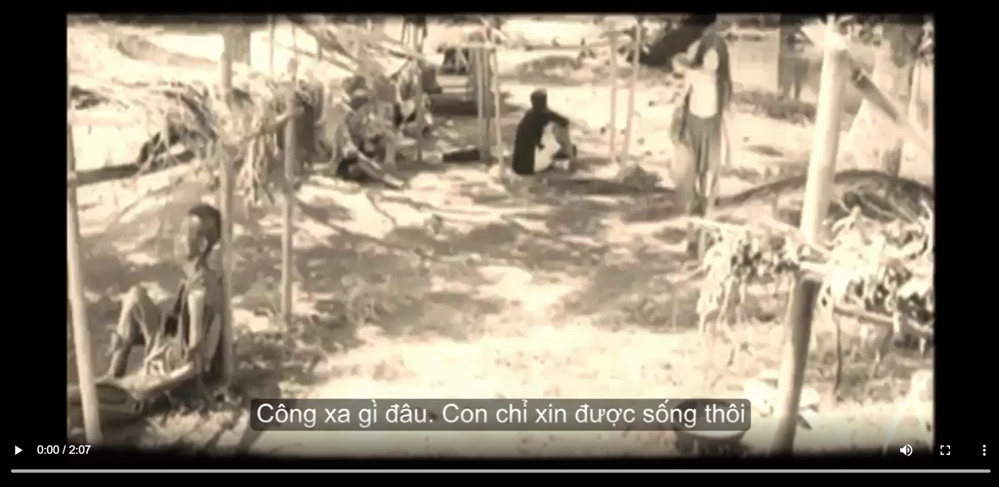 Công xa gì đâu. Con chỉ xin được sống thôi
0:00 / 2:07